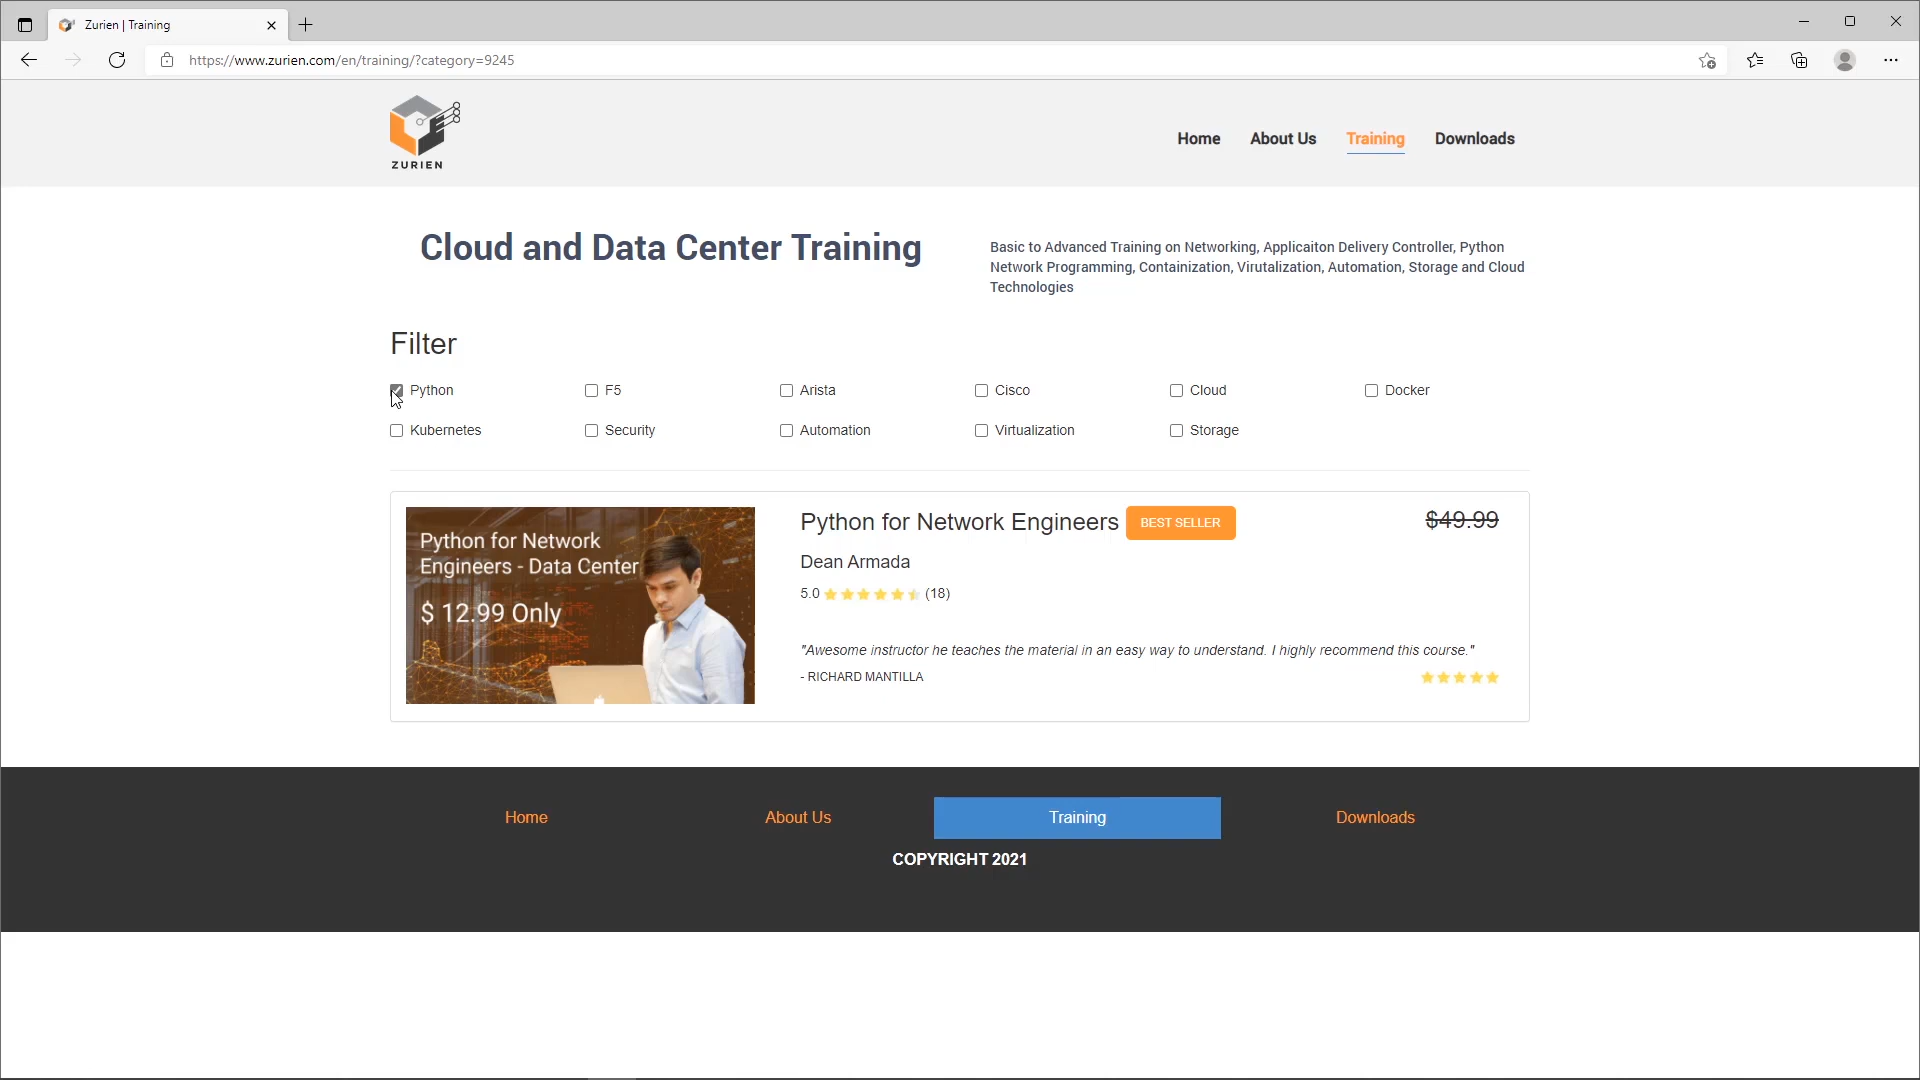 Zurien | Training
https://www.zurien.com/en/training/?category=9245
ZURIEN
Home
About Us
Training
Downloads
Cloud and Data Center Training
Basic to Advanced Training on Networking, Applicaiton Delivery Controller, Python
Network Programming, Containization, Virutalization, Automation, Storage and Cloud
Technologies
Filter
Python
F5
Arista
Cisco
Cloud
Docker
Kubernetes
Security
Automation
Virtualization
Storage
Python for Network
Engineers - Data Center
$ 12.99 Only
Python for Network Engineers
BEST SELLER
$49.99
Dean Armada
5.0
(18)
"Awesome instructor he teaches the material in an easy way to understand. I highly recommend this course."
- RICHARD MANTILLA
Home
About Us
Training
Downloads
COPYRIGHT 2021